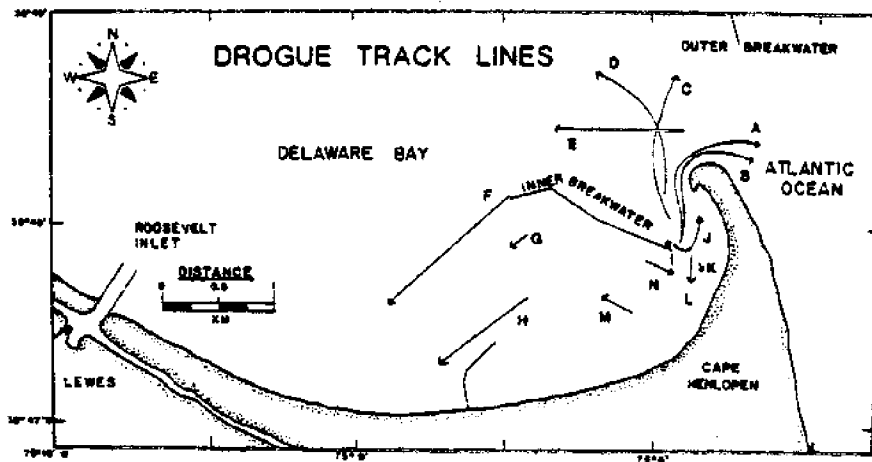 DROGUE TRACK LINES
OUTER BREAKWATER
N
W E
S
D
C
A
E
B
DELAWARE BAY
ATLANTIC
OCEAN
F
INNER BREAKWATER
ROOSEVELT
INLET
G
J
DISTANCE
K
N
L
KM
H
M
LEWES
CAPE
HENLOPEN